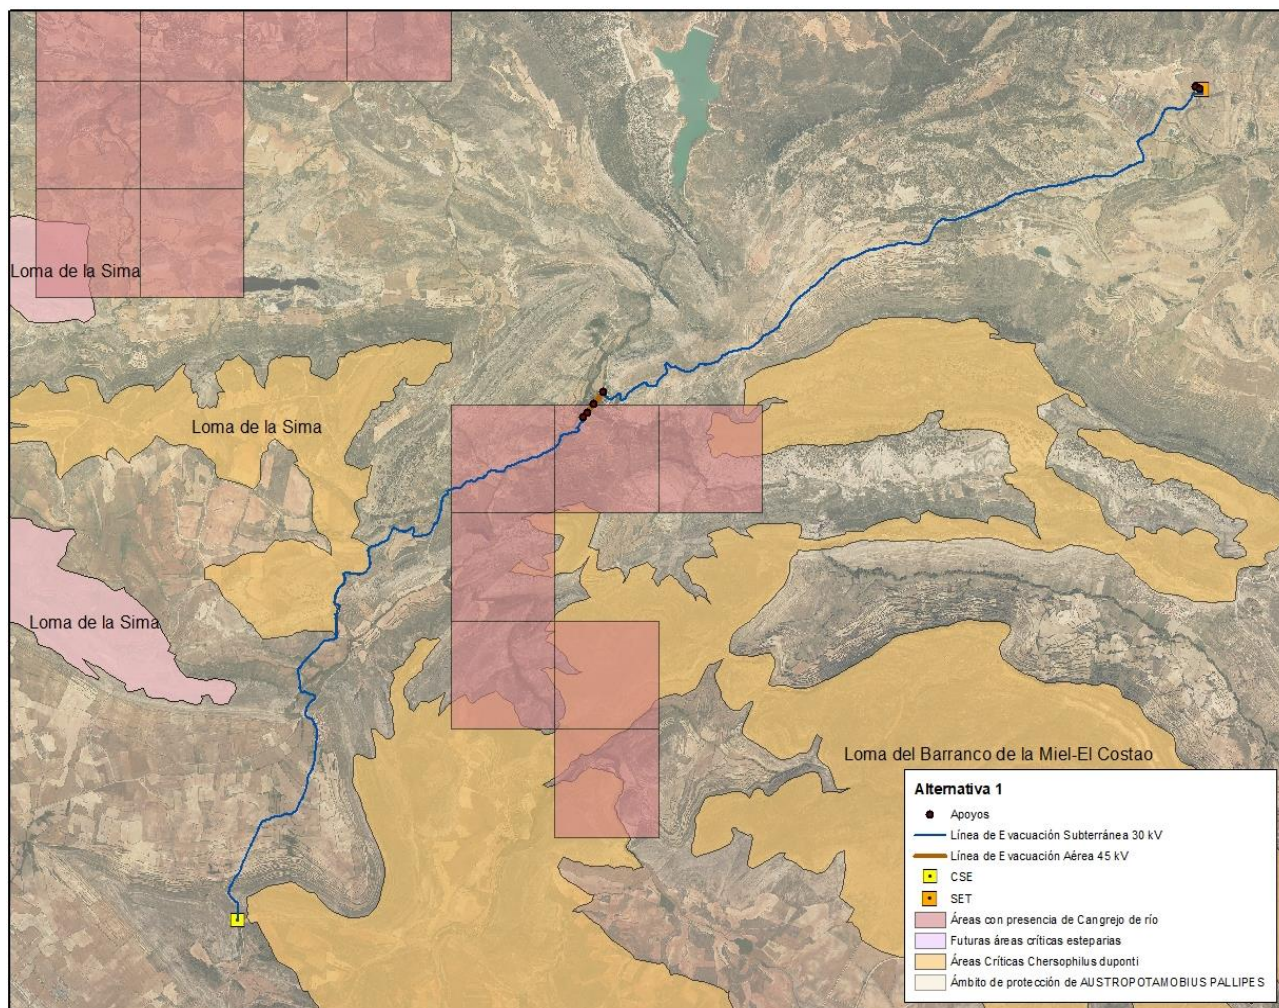 Loma de la Sima
Loma de la Sima
Loma de la Sima
Loma del Barranco de la Miel-El Costao
Alternativa 1
Apoyos
Línea de Evacuación Subterránea 30 kV
Línea de Evacuación Aérea 45 kV
CSE
SET
Áreas con presencia de Cangrejo de río
Futuras áreas críticas esteparias
Áreas Críticas Chersophilus duponti
Ámbito de protección de AUSTROPOTAMOBIUS PALLIPES